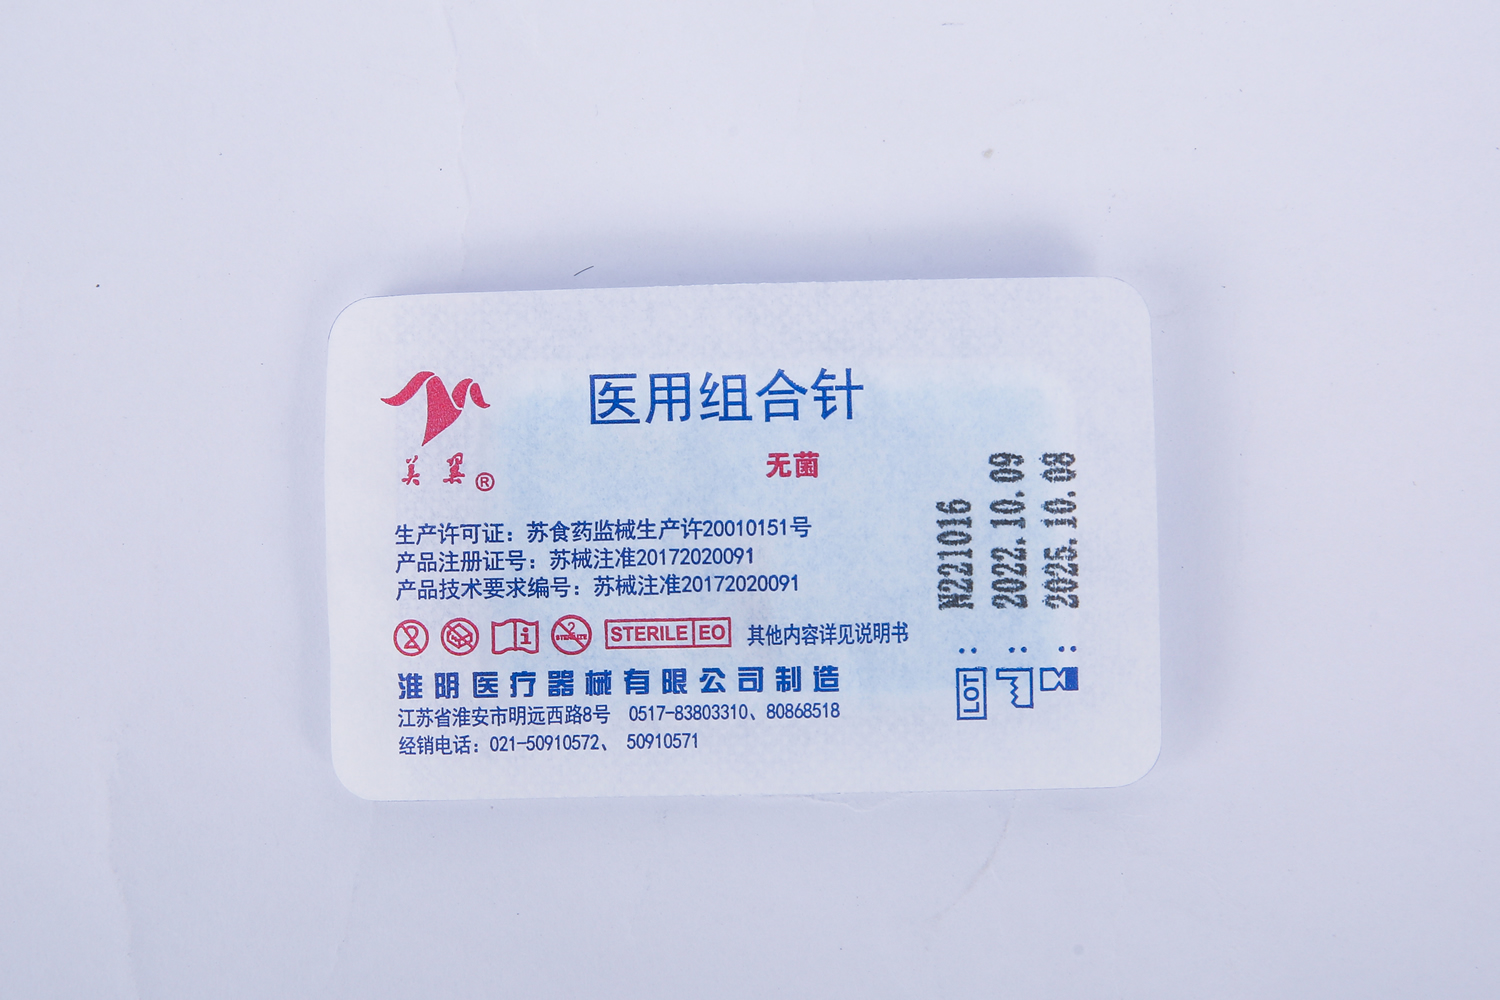 医用组合针
无菌
美翼®
生产许可证：苏食药监械生产许20010151号
产品注册证号：苏械注准20172020091
产品技术要求编号：苏械注准20172020091
STERILE EO 其他内容详见说明书
淮阴医疗器械有限公司制造
江苏省淮安市明远西路8号 0517-83803310、80868518
经销电话：021-50910572、 50910571
LOT : N221016
: 2022.10.09
: 2025.10.08